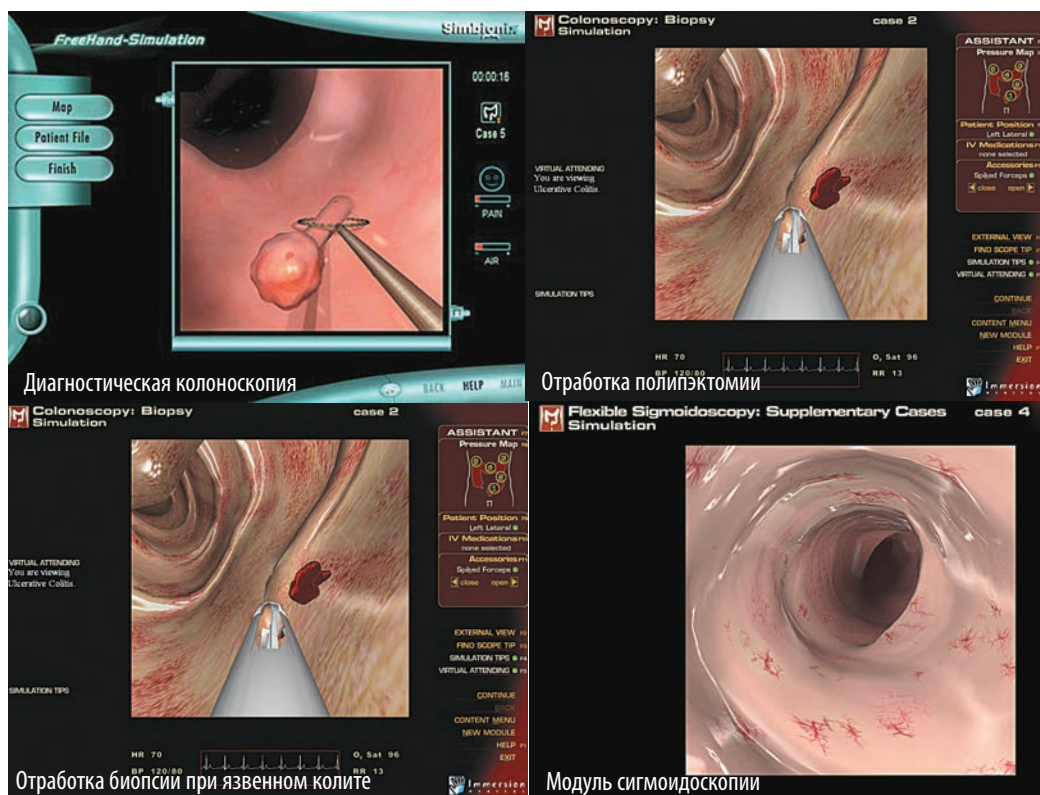 FreeHand-Simulation
Simbionix
Map
Patient File
Finish
00:00:16
Case 5
PAIN
AIR
BACK HELP MAIN
Диагностическая колоноскопия
Colonoscopy: Biopsy case 2
Simulation
ASSISTANT
Pressure Map
Patient Position
Left Lateral
IV Medications
none selected
Accessories
Spiked Forceps
close open
VIRTUAL ATTENDING
You are viewing
Ulcerative Colitis.
SIMULATION TIPS
EXTERNAL VIEW
FIND SCOPE TIP
SIMULATION TIPS
VIRTUAL ATTENDING
CONTINUE
BACK
CONTENT MENU
NEW MODULE
HELP
EXIT
HR 70 O₂ Sat 96
BP 120/80 RR 13
Immersion
Отработка полипэктомии
Colonoscopy: Biopsy case 2
Simulation
ASSISTANT
Pressure Map
Patient Position
Left Lateral
IV Medications
none selected
Accessories
Spiked Forceps
close open
VIRTUAL ATTENDING
You are viewing
Ulcerative Colitis.
SIMULATION TIPS
EXTERNAL VIEW F2
FIND SCOPE TIP F3
SIMULATION TIPS F4
VIRTUAL ATTENDING F5
CONTINUE
BACK
CONTENT MENU
NEW MODULE
HELP F1
EXIT
HR 70 O₂ Sat 96
BP 120/80 RR 13
Immersion
Отработка биопсии при язвенном колите
Flexible Sigmoidoscopy: Supplementary Cases case 4
Simulation
Модуль сигмоидоскопии